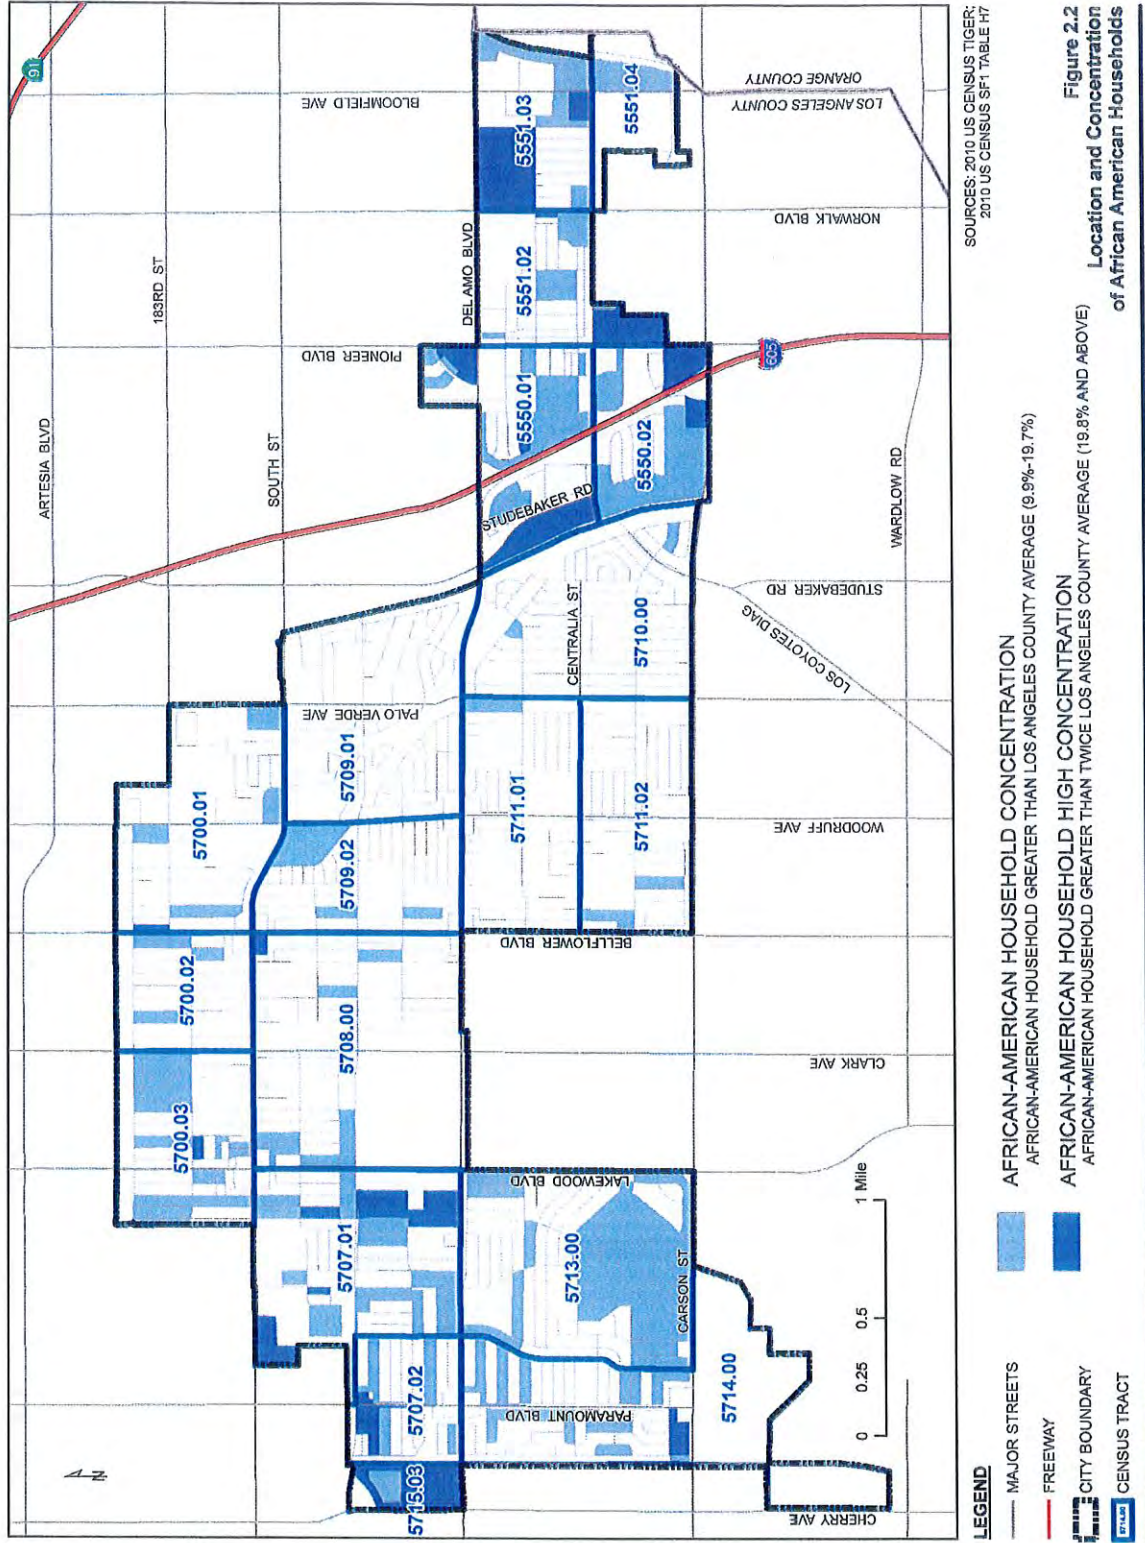 91
ARTESIA BLVD
183RD ST
SOUTH ST
DEL AMO BLVD
BLOOMFIELD AVE
PIONEER BLVD
NORWALK BLVD
LOS ANGELES COUNTY
ORANGE COUNTY
STUDEBAKER RD
605
CENTRALIA ST
PALO VERDE AVE
STUDEBAKER RD
LOS COYOTES DIAG
WARDLOW RD
WOODRUFF AVE
BELLFLOWER BLVD
CLARK AVE
LAKEWOOD BLVD
CARSON ST
PARAMOUNT BLVD
CHERRY AVE
5700.03
5700.02
5700.01
5707.01
5708.00
5709.02
5709.01
5715.03
5707.02
5713.00
5714.00
5711.01
5711.02
5710.00
5550.01
5550.02
5551.02
5551.03
5551.04
0 0.25 0.5 1 Mile
N
SOURCES: 2010 US CENSUS TIGER;
2010 US CENSUS SF1 TABLE H7
LEGEND
MAJOR STREETS
FREEWAY
CITY BOUNDARY
5714.00 CENSUS TRACT
AFRICAN-AMERICAN HOUSEHOLD CONCENTRATION
AFRICAN-AMERICAN HOUSEHOLD GREATER THAN LOS ANGELES COUNTY AVERAGE (9.9%-19.7%)
AFRICAN-AMERICAN HOUSEHOLD HIGH CONCENTRATION
AFRICAN-AMERICAN HOUSEHOLD GREATER THAN TWICE LOS ANGELES COUNTY AVERAGE (19.8% AND ABOVE)
Figure 2.2
Location and Concentration
of African American Households